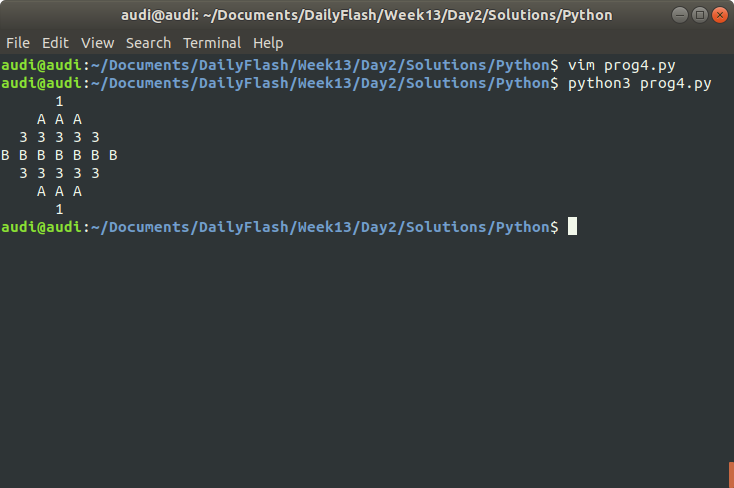 audi@audi: ~/Documents/DailyFlash/Week13/Day2/Solutions/Python
File Edit View Search Terminal Help
audi@audi:~/Documents/DailyFlash/Week13/Day2/Solutions/Python$ vim prog4.py
audi@audi:~/Documents/DailyFlash/Week13/Day2/Solutions/Python$ python3 prog4.py
      1
    A A A
  3 3 3 3 3
B B B B B B B
  3 3 3 3 3
    A A A
      1
audi@audi:~/Documents/DailyFlash/Week13/Day2/Solutions/Python$